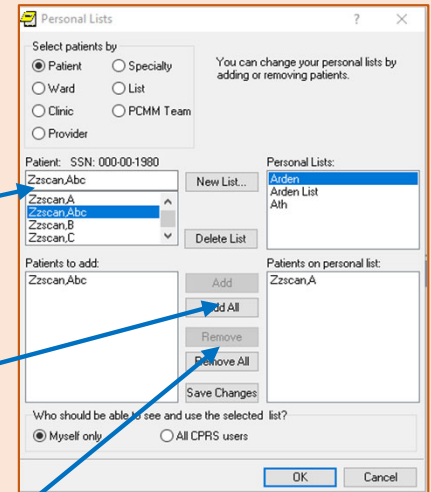 Personal Lists
Select patients by
Patient Specialty
Ward List
Clinic PCMM Team
Provider
You can change your personal lists by
adding or removing patients.
Patient: SSN: 000-00-1980
Zzscan,Abc
Zzscan,A
Zzscan,Abc
Zzscan,B
Zzscan,C
New List...
Delete List
Personal Lists:
Arden
Arden List
Ath
Patients to add:
Zzscan,Abc
Add
Add All
Remove
Remove All
Save Changes
Patients on personal list:
Zzscan,A
Who should be able to see and use the selected list?
Myself only All CPRS users
OK Cancel